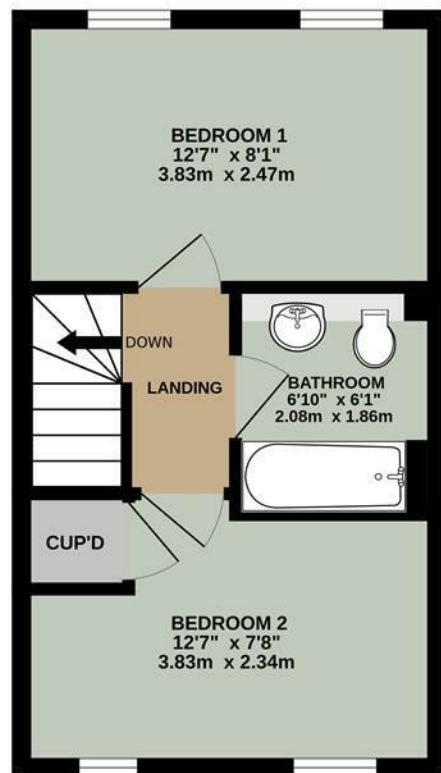 BEDROOM 1
12'7" x 8'1"
3.83m x 2.47m
DOWN
LANDING
BATHROOM
6'10" x 6'1"
2.08m x 1.86m
CUP'D
BEDROOM 2
12'7" x 7'8"
3.83m x 2.34m